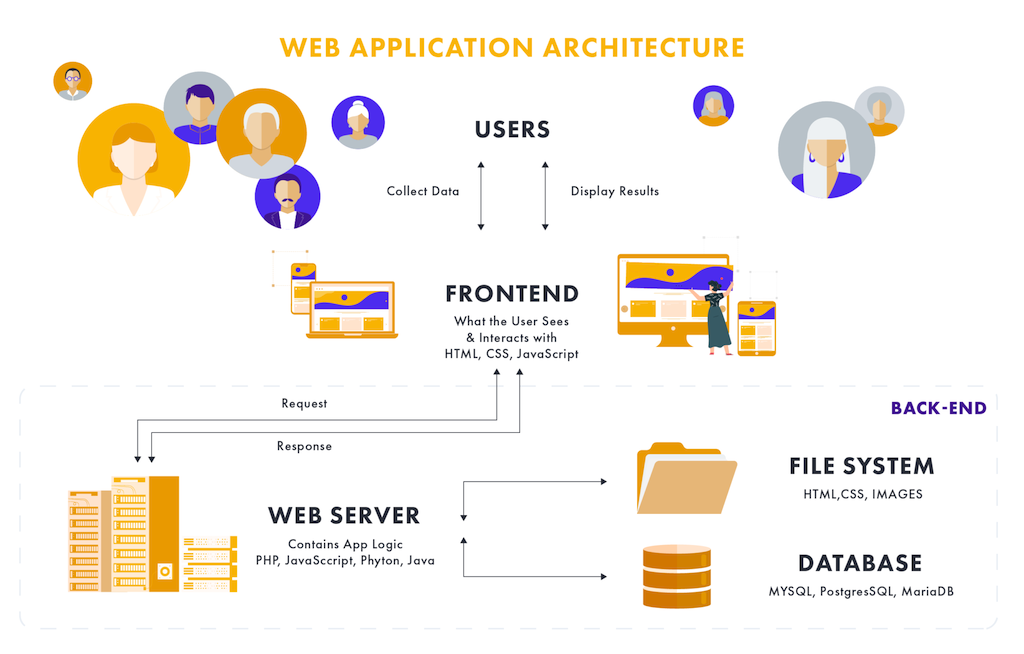 WEB APPLICATION ARCHITECTURE
USERS
Collect Data
Display Results
FRONTEND
What the User Sees
& Interacts with
HTML, CSS, JavaScript
Request
Response
BACK-END
WEB SERVER
Contains App Logic
PHP, JavaSccript, Phyton, Java
FILE SYSTEM
HTML,CSS, IMAGES
DATABASE
MYSQL, PostgresSQL, MariaDB